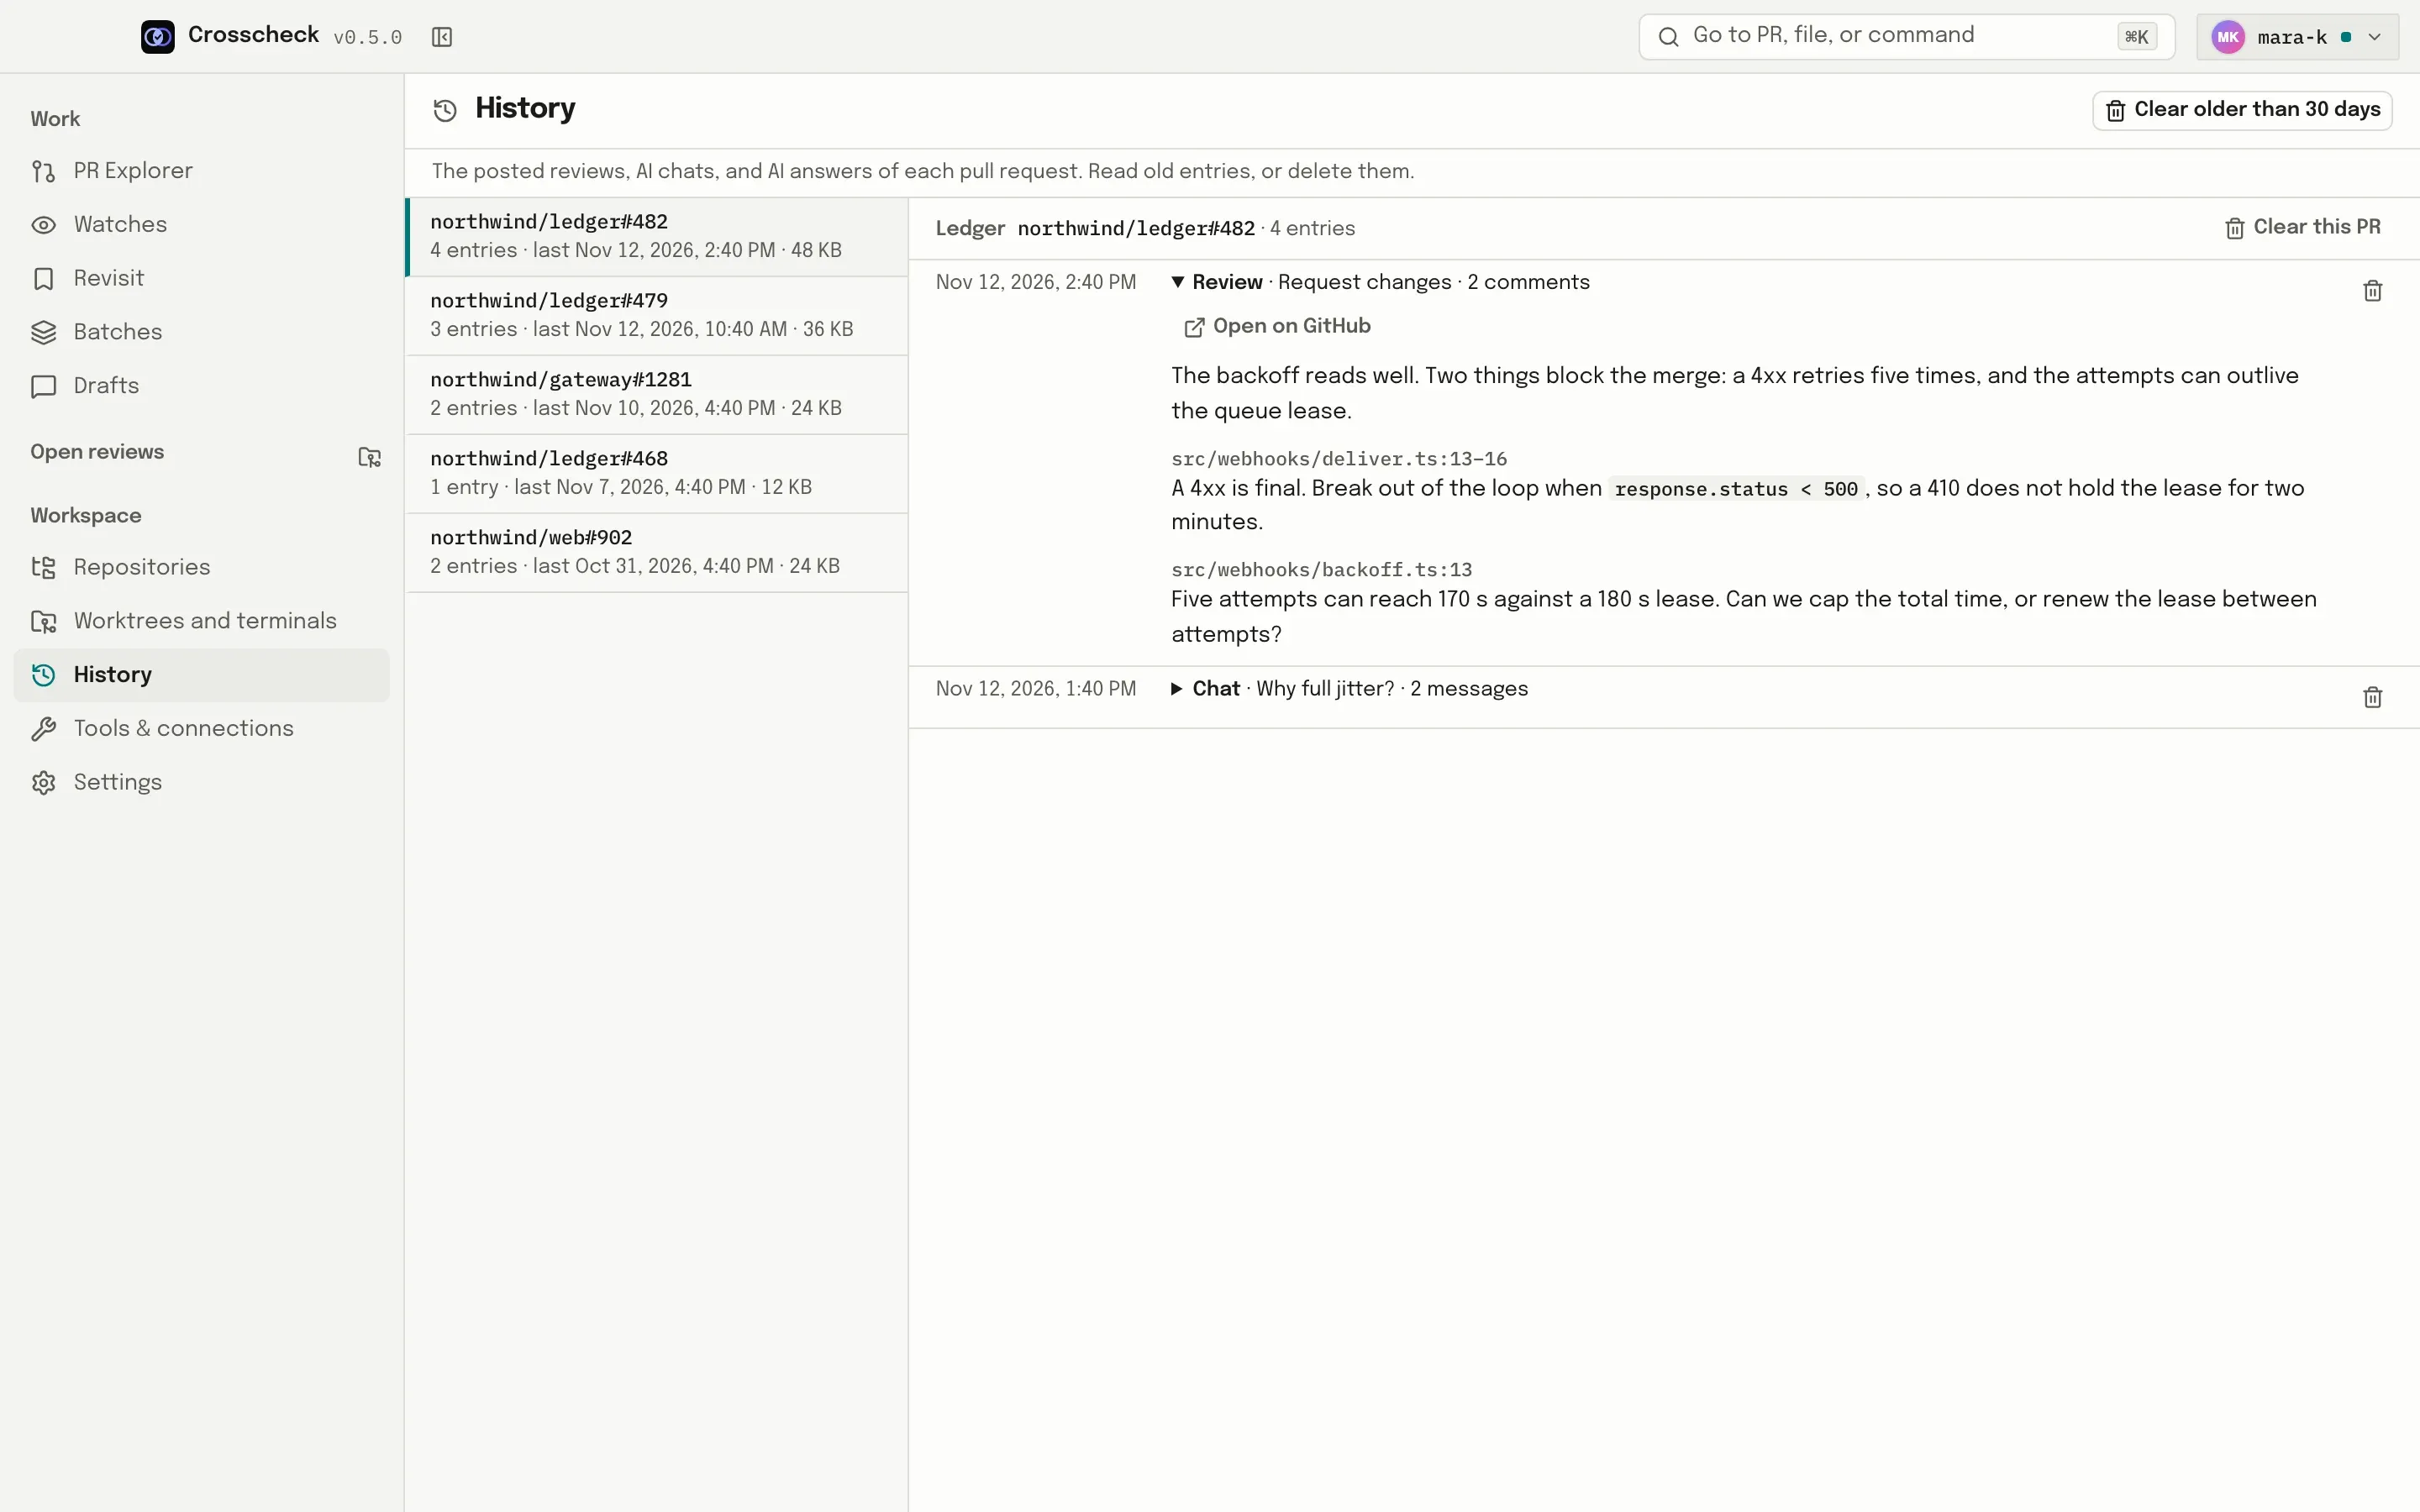 Crosscheck v0.5.0
Go to PR, file, or command ⌘K
MK mara-k
Work
PR Explorer
Watches
Revisit
Batches
Drafts
Open reviews
Workspace
Repositories
Worktrees and terminals
History
Tools & connections
Settings
History
Clear older than 30 days
The posted reviews, AI chats, and AI answers of each pull request. Read old entries, or delete them.
northwind/ledger#482
4 entries · last Nov 12, 2026, 2:40 PM · 48 KB
northwind/ledger#479
3 entries · last Nov 12, 2026, 10:40 AM · 36 KB
northwind/gateway#1281
2 entries · last Nov 10, 2026, 4:40 PM · 24 KB
northwind/ledger#468
1 entry · last Nov 7, 2026, 4:40 PM · 12 KB
northwind/web#902
2 entries · last Oct 31, 2026, 4:40 PM · 24 KB
Ledger northwind/ledger#482 · 4 entries
Clear this PR
Nov 12, 2026, 2:40 PM
Review · Request changes · 2 comments
Open on GitHub
The backoff reads well. Two things block the merge: a 4xx retries five times, and the attempts can outlive
the queue lease.
src/webhooks/deliver.ts:13–16
A 4xx is final. Break out of the loop when response.status < 500, so a 410 does not hold the lease for two
minutes.
src/webhooks/backoff.ts:13
Five attempts can reach 170 s against a 180 s lease. Can we cap the total time, or renew the lease between
attempts?
Nov 12, 2026, 1:40 PM
Chat · Why full jitter? · 2 messages